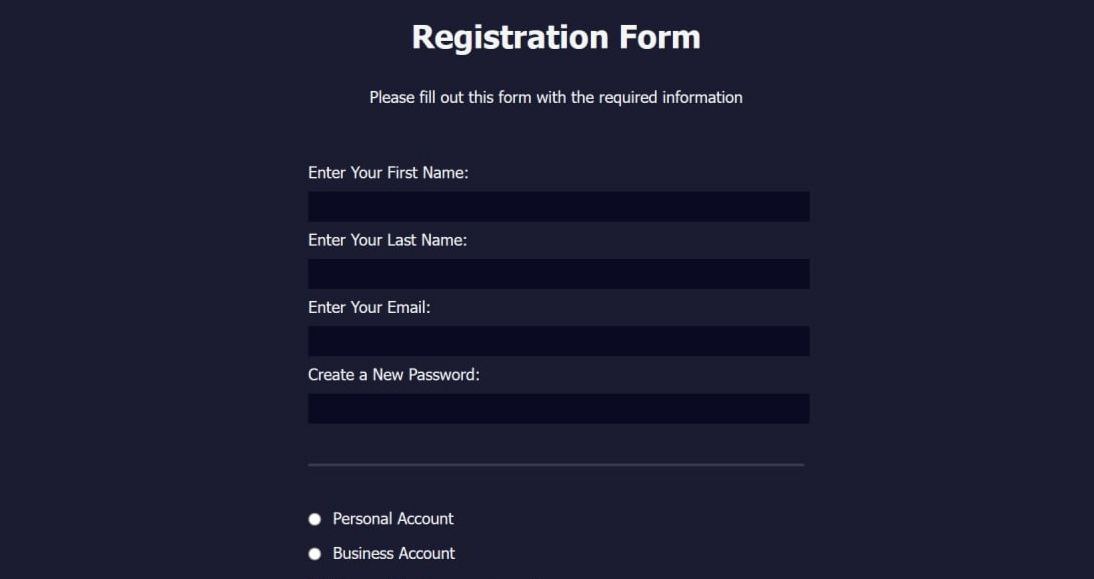 Registration Form
Please fill out this form with the required information
Enter Your First Name:
Enter Your Last Name:
Enter Your Email:
Create a New Password:
Personal Account
Business Account